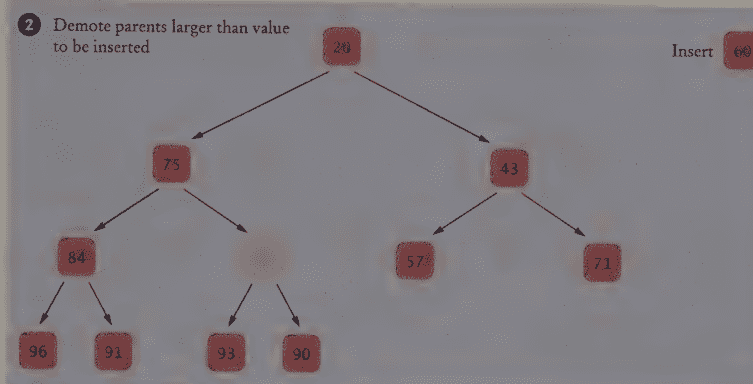 2 Demote parents larger than value
to be inserted
20
Insert 60
75
43
84
57
71
96 91 93 90